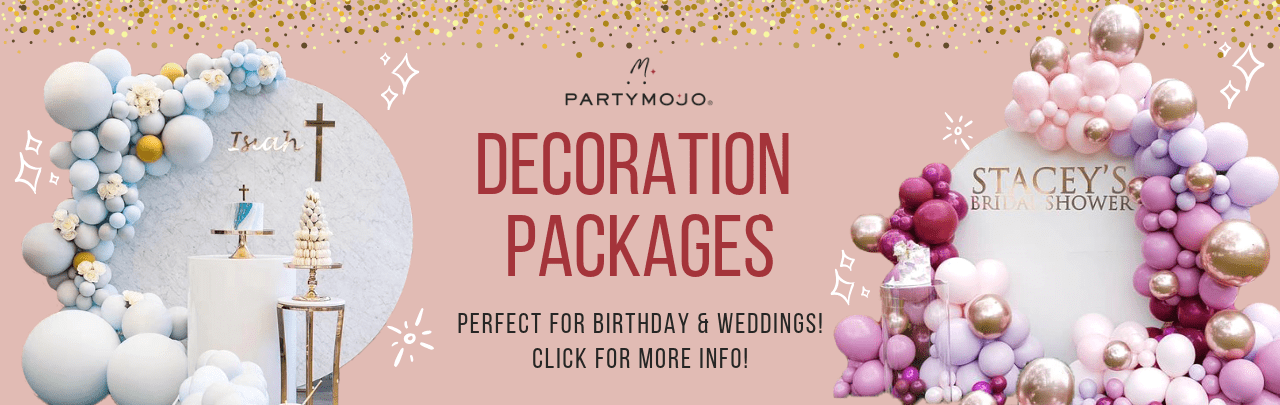 Isiah
PARTYMOJO®
DECORATION
PACKAGES
PERFECT FOR BIRTHDAY & WEDDINGS!
CLICK FOR MORE INFO!
STACEY'S
BRIDAL SHOWER